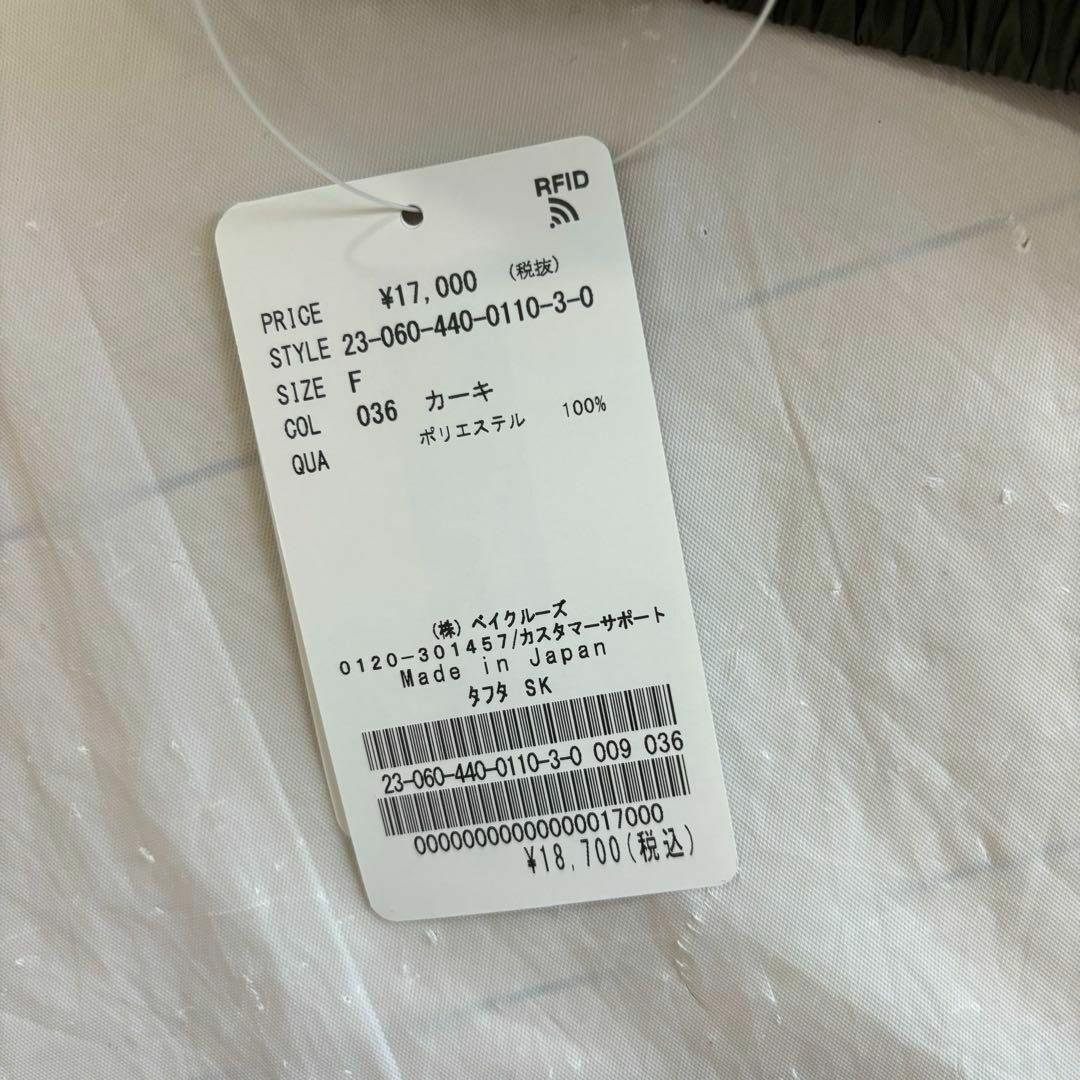 RFID
PRICE ¥17,000 (税抜)
STYLE 23-060-440-0110-3-0
SIZE F
COL 036 カーキ
QUA ポリエステル 100%
(株) ベイクルーズ
0120-301457/カスタマーサポート
Made in Japan
タフタ SK
23-060-440-0110-3-0 009 036
00000000000000017000
¥18,700(税込)